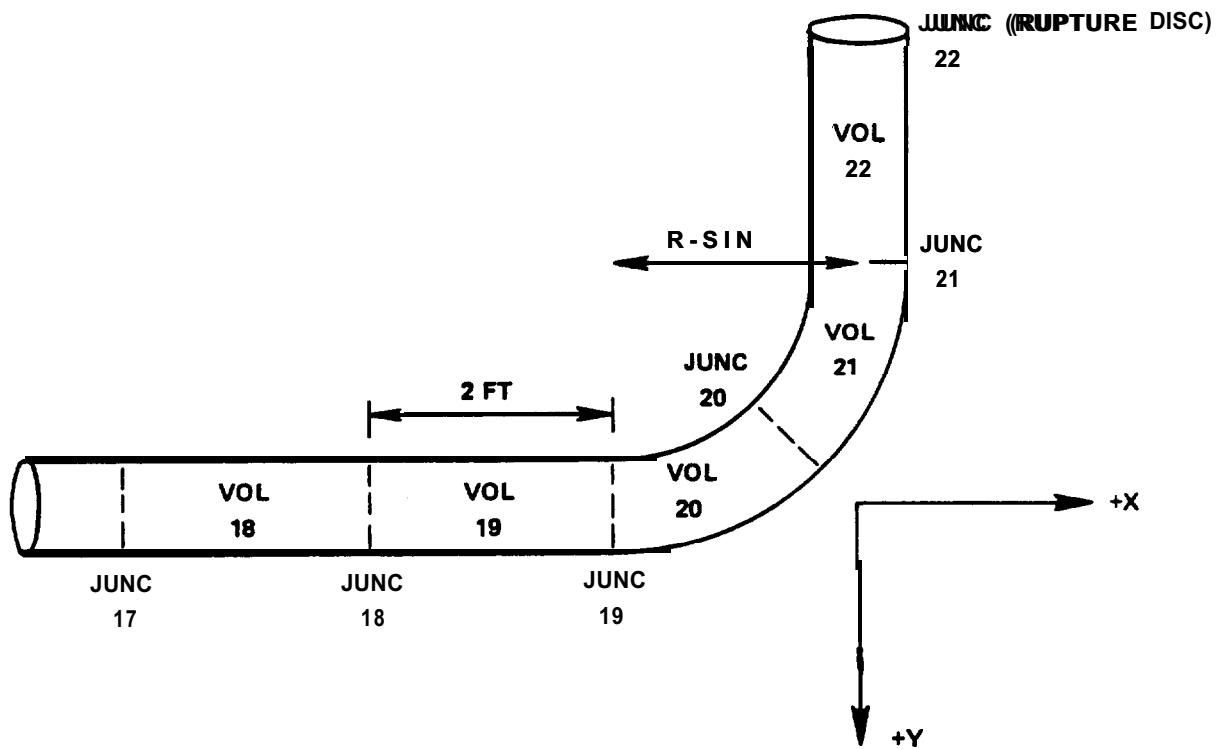 JUNC (RUPTURE DISC)
22
VOL
22
R-SIN
JUNC
21
VOL
21
JUNC
20
2 FT
VOL
18
VOL
19
VOL
20
+X
JUNC
17
JUNC
18
JUNC
19
+Y